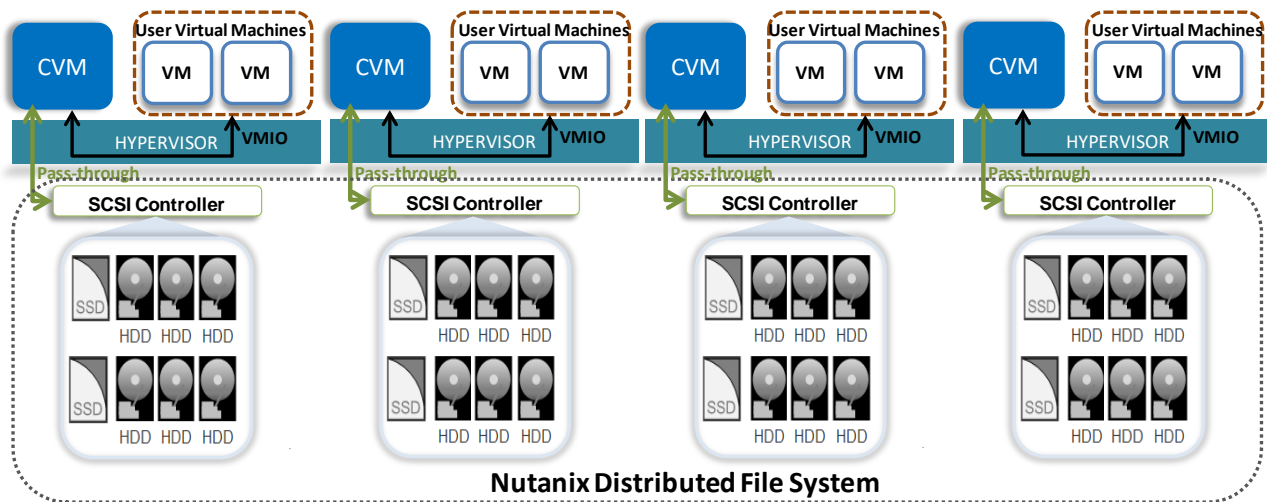 User Virtual Machines
CVM
VM
VM
HYPERVISOR
VMIO
Pass-through
SCSI Controller
SSD
HDD HDD HDD
SSD
HDD HDD HDD
User Virtual Machines
CVM
VM
VM
HYPERVISOR
VMIO
Pass-through
SCSI Controller
SSD
HDD HDD HDD
SSD
HDD HDD HDD
User Virtual Machines
CVM
VM
VM
HYPERVISOR
VMIO
Pass-through
SCSI Controller
SSD
HDD HDD HDD
SSD
HDD HDD HDD
User Virtual Machines
CVM
VM
VM
HYPERVISOR
VMIO
Pass-through
SCSI Controller
SSD
HDD HDD HDD
SSD
HDD HDD HDD
Nutanix Distributed File System